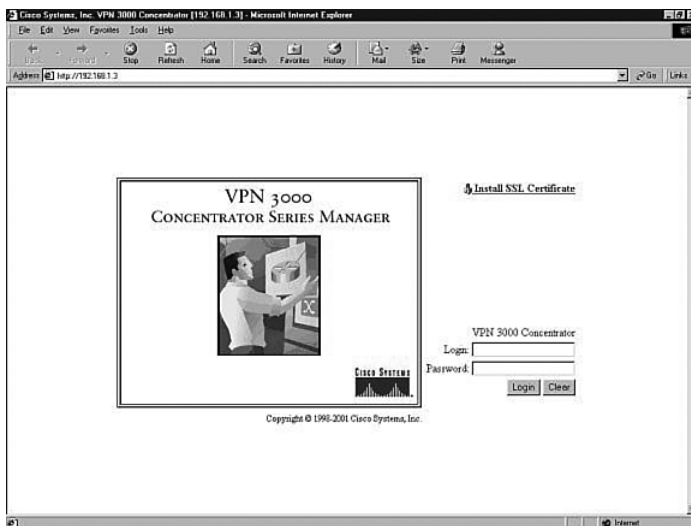 Cisco Systems, Inc. VPN 3000 Concentrator [192.168.1.3] - Microsoft Internet Explorer
File Edit View Favorites Tools Help
Back Forward Stop Refresh Home Search Favorites History Mail Size Print Messenger
Address http://192.168.1.3 Go Links
VPN 3000
CONCENTRATOR SERIES MANAGER
Install SSL Certificate
VPN 3000 Concentrator
Login:
Password:
Login Clear
CISCO SYSTEMS
Copyright © 1998-2001 Cisco Systems, Inc.
Internet